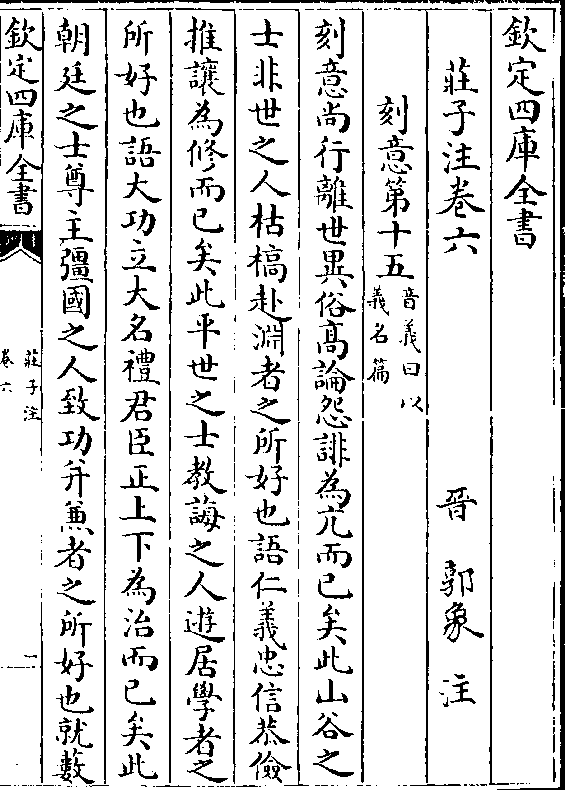 欽定四庫全書
莊子注卷六
晉　郭象　注
刻意第十五音義曰以義名篇
刻意尚行離世異俗髙論怨誹為亢而已矣此山谷之
士非世之人枯槁赴淵者之所好也語仁義忠信恭儉
推讓為修而已矣此平世之士教誨之人遊居學者之
所好也語大功立大名禮君臣正上下為治而已矣此
朝廷之士尊主彊國之人致功并兼者之所好也就藪
欽定四庫全書
莊子注
卷六
一